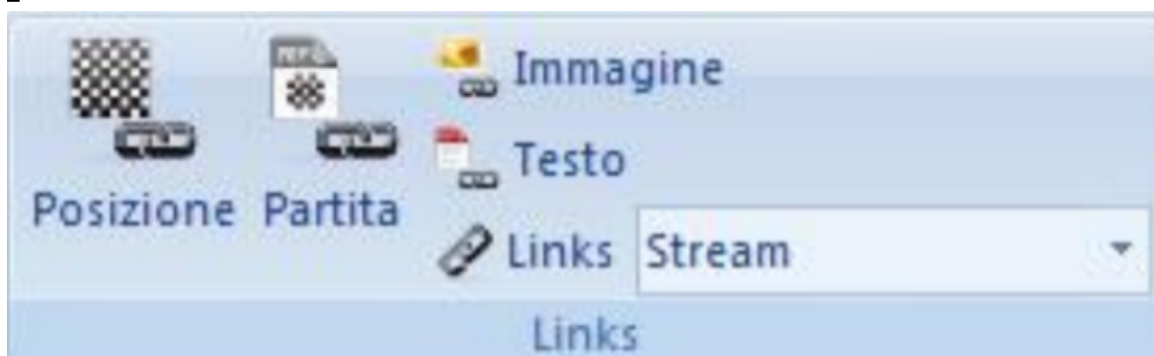 Immagine
Testo
Posizione Partita
Links Stream
Links